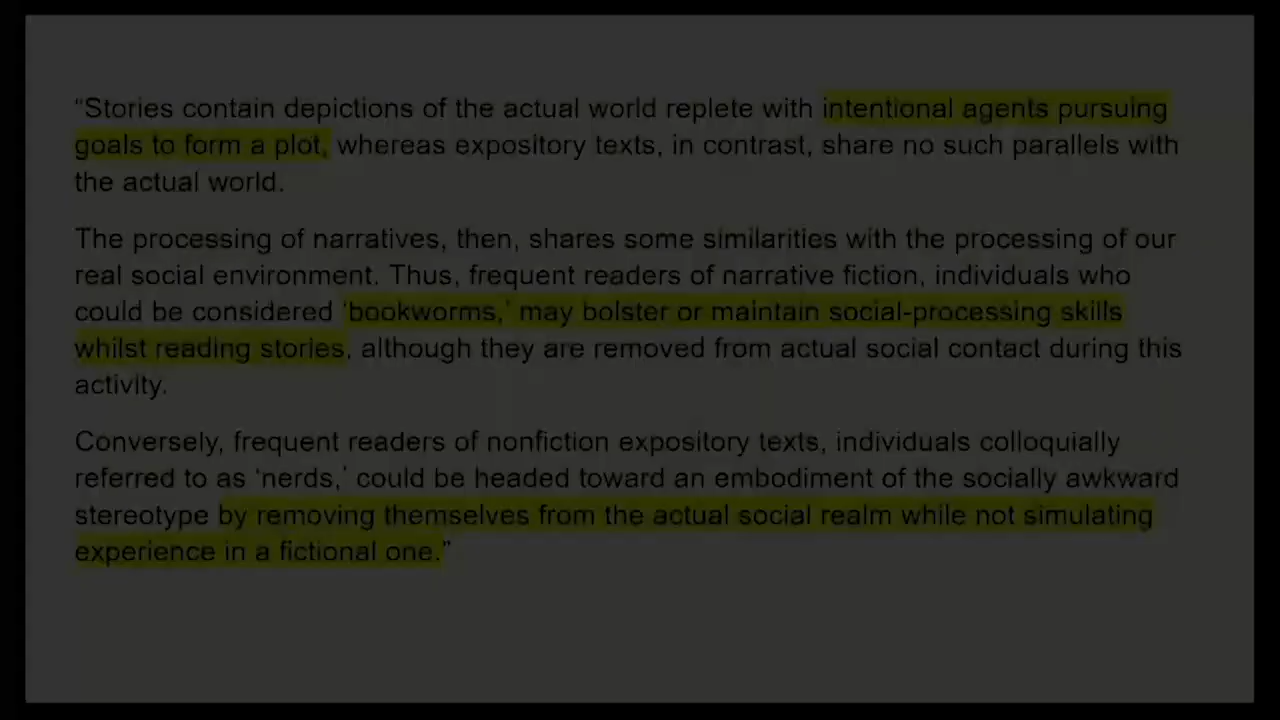 “Stories contain depictions of the actual world replete with intentional agents pursuing
goals to form a plot, whereas expository texts, in contrast, share no such parallels with
the actual world.
The processing of narratives, then, shares some similarities with the processing of our
real social environment. Thus, frequent readers of narrative fiction, individuals who
could be considered ‘bookworms,’ may bolster or maintain social-processing skills
whilst reading stories, although they are removed from actual social contact during this
activity.
Conversely, frequent readers of nonfiction expository texts, individuals colloquially
referred to as ‘nerds,’ could be headed toward an embodiment of the socially awkward
stereotype by removing themselves from the actual social realm while not simulating
experience in a fictional one.”